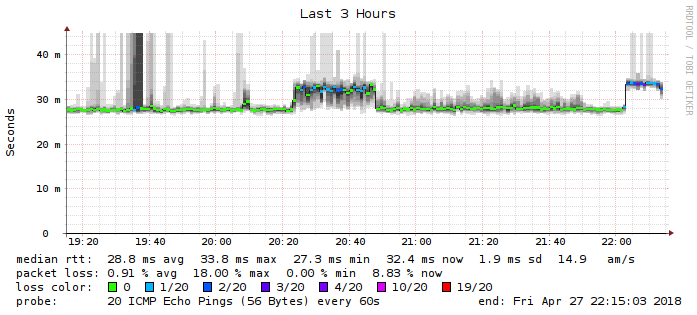 Last 3 Hours
RRDTOOL / TOBI OETIKER
Seconds
40 m
30 m
20 m
10 m
0
19:20 19:40 20:00 20:20 20:40 21:00 21:20 21:40 22:00
median rtt: 28.8 ms avg 33.8 ms max 27.3 ms min 32.4 ms now 1.9 ms sd 14.9 am/s
packet loss: 0.91 % avg 18.00 % max 0.00 % min 8.83 % now
loss color: 0 1/20 2/20 3/20 4/20 10/20 19/20
probe: 20 ICMP Echo Pings (56 Bytes) every 60s end: Fri Apr 27 22:15:03 2018